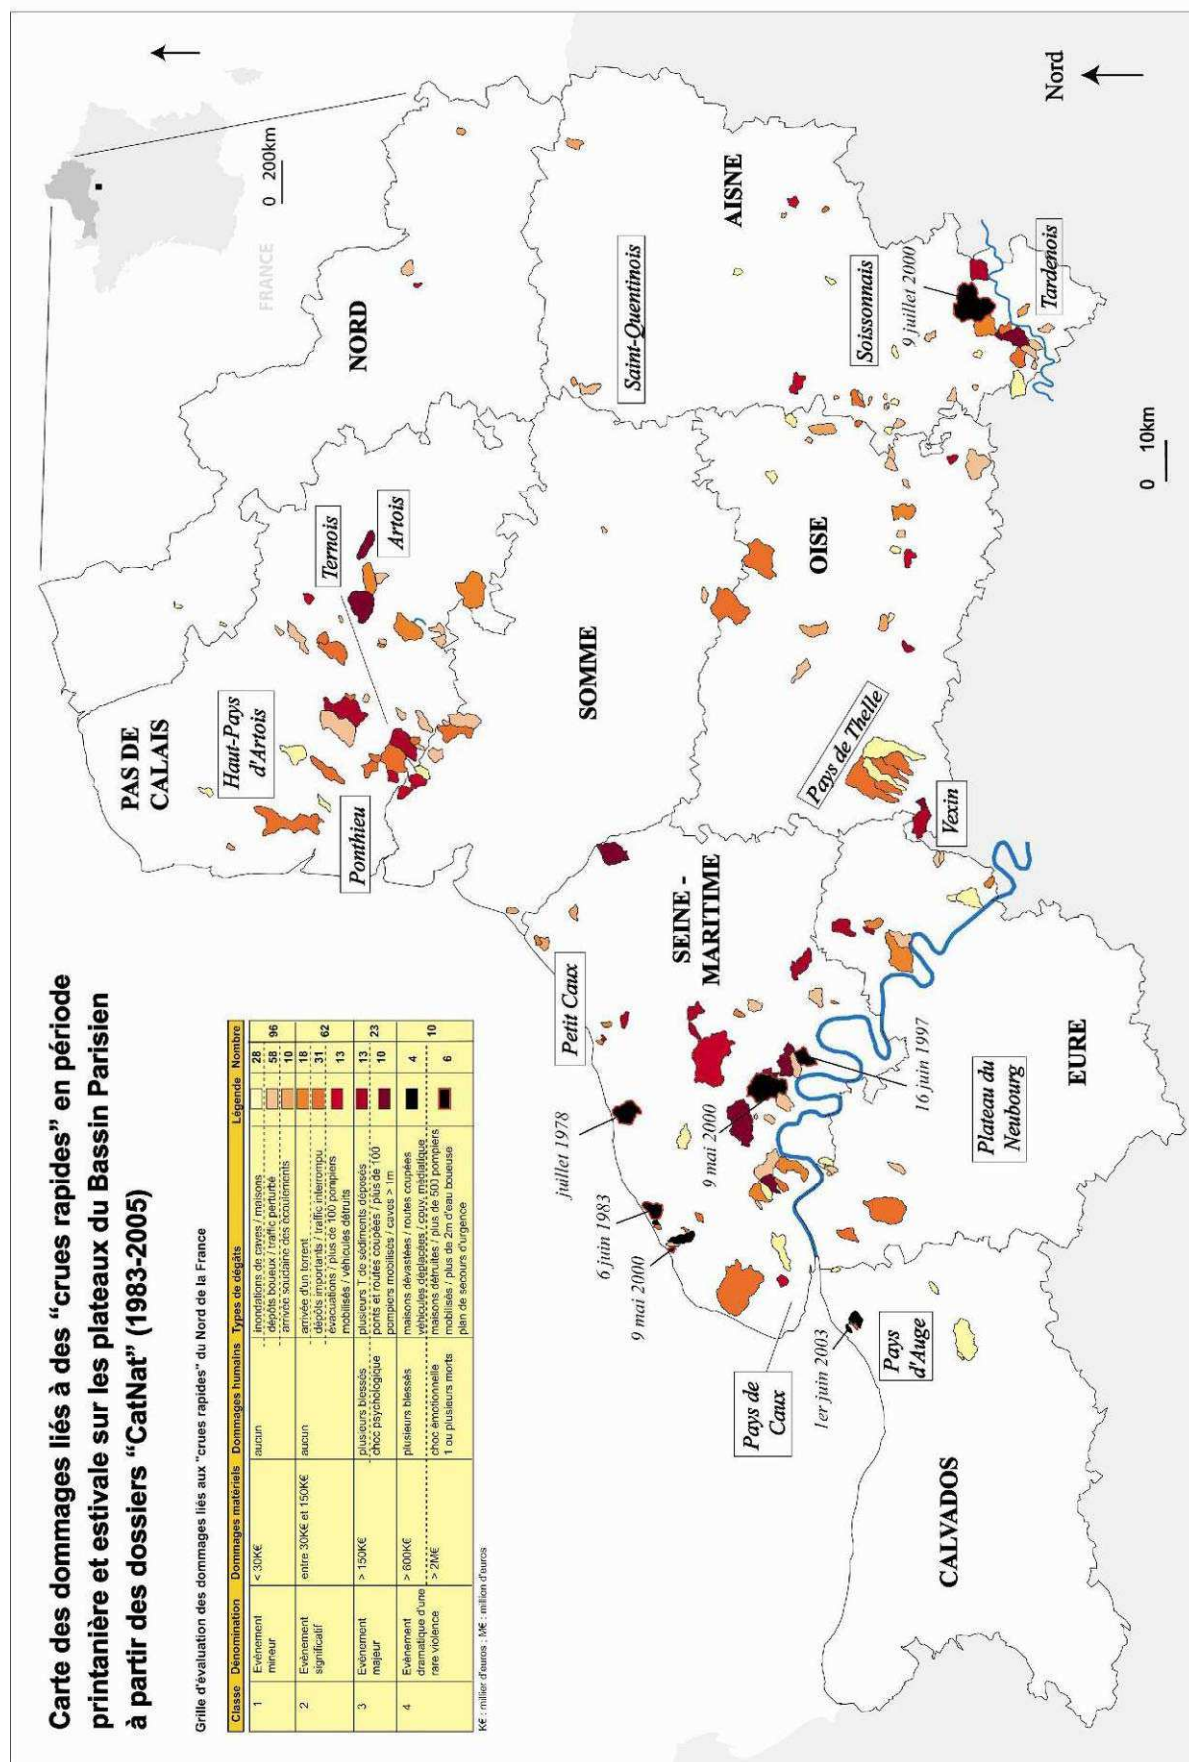 Carte des dommages liés à des "crues rapides" en période
printanière et estivale sur les plateaux du Bassin Parisien
à partir des dossiers "CatNat" (1983-2005)
Grille d'évaluation des dommages liés aux "crues rapides" du Nord de la France
Classe Dénomination Dommages matériels Dommages humains Types de dégâts Légende Nombre
1 Evènement mineur < 30K€ aucun inondations de caves / maisons 28
dépôts boueux / traffic perturbé 58 96
arrivée soudaine des écoulements 10
2 Evènement significatif entre 30K€ et 150K€ aucun arrivée d'un torrent 18
dépôts importants / traffic interrompu 31 62
évacuations / plus de 100 pompiers
mobilisés / véhicules détruits 13
3 Evènement majeur > 150K€ plusieurs blessés plusieurs T de sédiments déposés 13 23
choc psychologique ponts et routes coupées / plus de 100
pompiers mobilisés / caves > 1m 10
4 Evènement dramatique d'une rare violence > 600K€ plusieurs blessés maisons dévastées / routes coupées
véhicules déplacées / couv. médiatique 4 10
> 2M€ choc émotionnelle maisons détruites / plus de 500 pompiers
1 ou plusieurs morts mobilisés / plus de 2m d'eau boueuse 6
plan de secours d'urgence
K€ : millier d'euros ; M€ : million d'euros
FRANCE
0 200km
PAS DE
CALAIS
Haut-Pays
d'Artois
Ponthieu
Ternois
Artois
NORD
Saint-Quentinois
AISNE
SOMME
Petit Caux
SEINE -
MARITIME
juillet 1978
6 juin 1983
9 mai 2000
9 mai 2000
16 juin 1997
Pays de
Caux
1er juin 2003
Pays
d'Auge
CALVADOS
Plateau du
Neubourg
EURE
Vexin
Pays de Thelle
OISE
Soissonnais
9 juillet 2000
Tardenois
0 10km
Nord